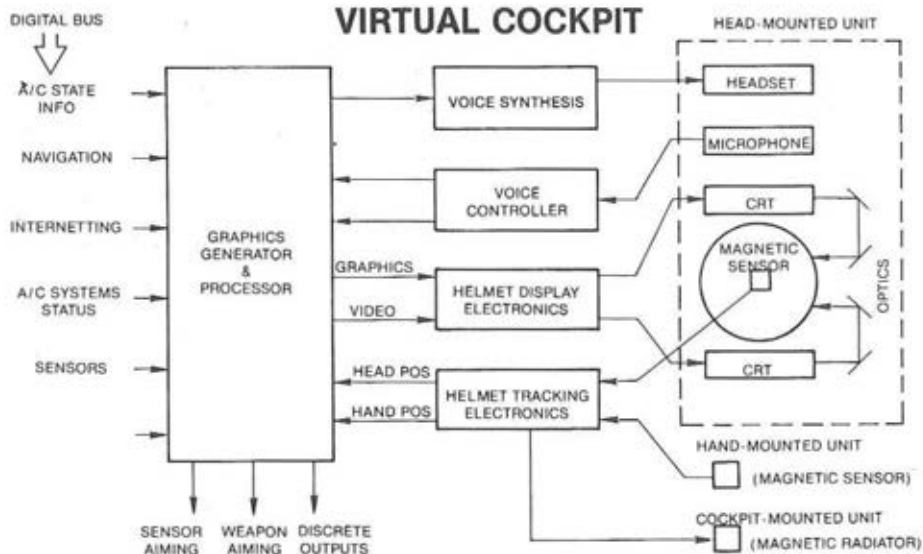 VIRTUAL COCKPIT
DIGITAL BUS
A/C STATE
INFO
NAVIGATION
INTERNETTING
A/C SYSTEMS
STATUS
SENSORS
GRAPHICS
GENERATOR
&
PROCESSOR
SENSOR
AIMING
WEAPON
AIMING
DISCRETE
OUTPUTS
VOICE SYNTHESIS
VOICE
CONTROLLER
GRAPHICS
VIDEO
HELMET DISPLAY
ELECTRONICS
HEAD POS
HAND POS
HELMET TRACKING
ELECTRONICS
HEAD-MOUNTED UNIT
HEADSET
MICROPHONE
CRT
MAGNETIC
SENSOR
OPTICS
CRT
HAND-MOUNTED UNIT
(MAGNETIC SENSOR)
COCKPIT-MOUNTED UNIT
(MAGNETIC RADIATOR)